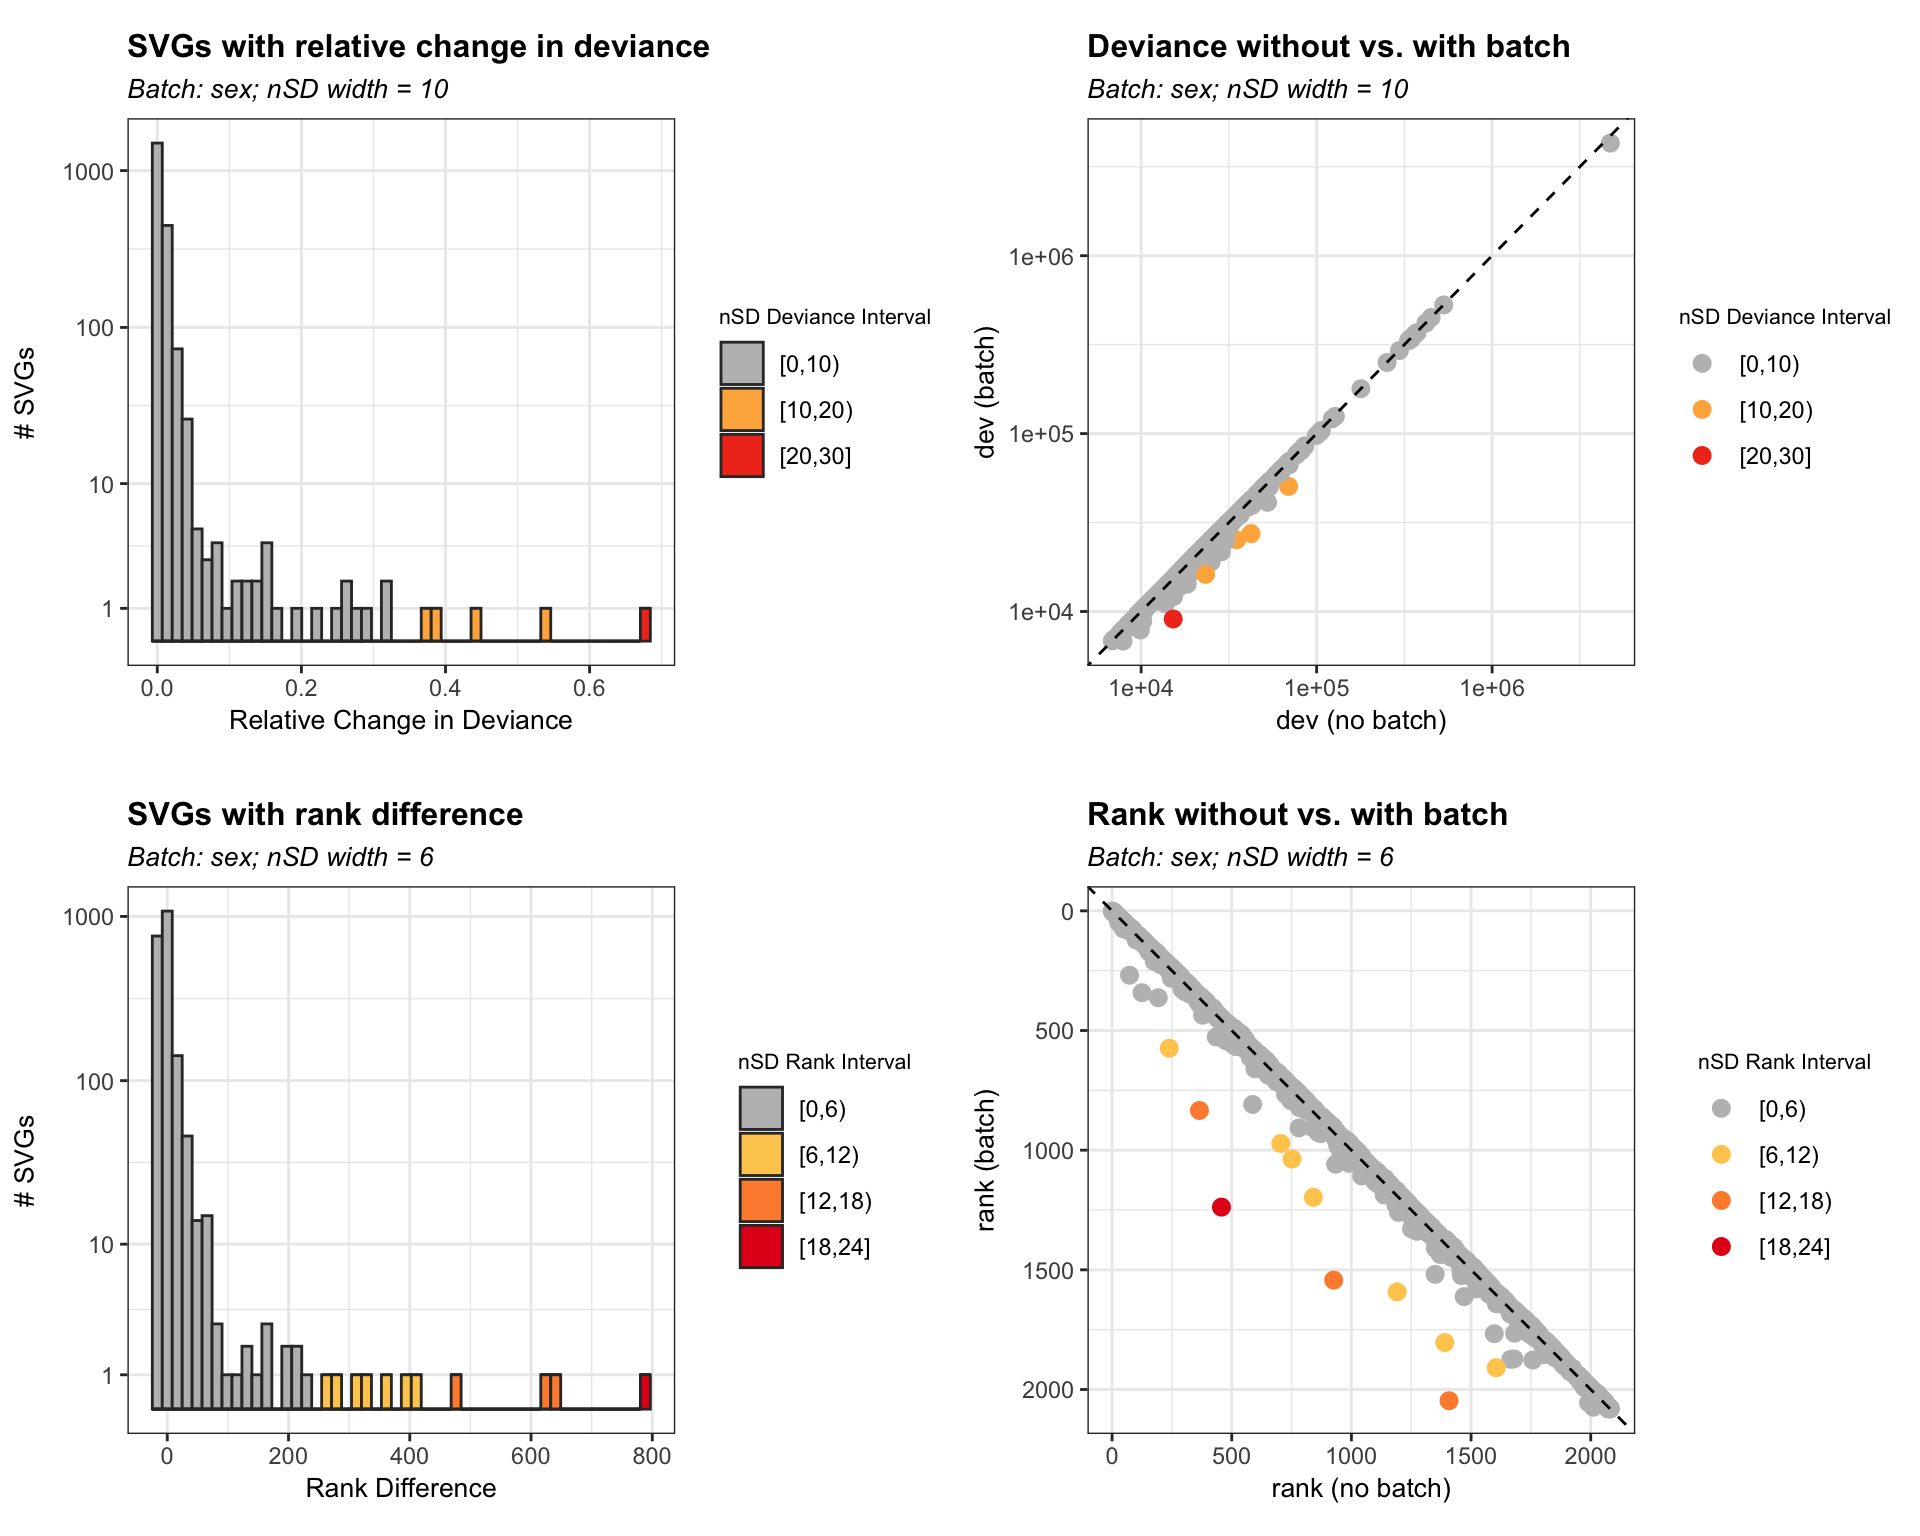 SVGs with relative change in deviance
Batch: sex; nSD width = 10
# SVGs
1000
100
10
1
0.0
0.2
0.4
0.6
Relative Change in Deviance
nSD Deviance Interval
[0,10)
[10,20)
[20,30]
Deviance without vs. with batch
Batch: sex; nSD width = 10
dev (batch)
1e+06
1e+05
1e+04
1e+04
1e+05
1e+06
dev (no batch)
nSD Deviance Interval
[0,10)
[10,20)
[20,30]
SVGs with rank difference
Batch: sex; nSD width = 6
# SVGs
1000
100
10
1
0
200
400
600
800
Rank Difference
nSD Rank Interval
[0,6)
[6,12)
[12,18)
[18,24]
Rank without vs. with batch
Batch: sex; nSD width = 6
rank (batch)
0
500
1000
1500
2000
0
500
1000
1500
2000
rank (no batch)
nSD Rank Interval
[0,6)
[6,12)
[12,18)
[18,24]